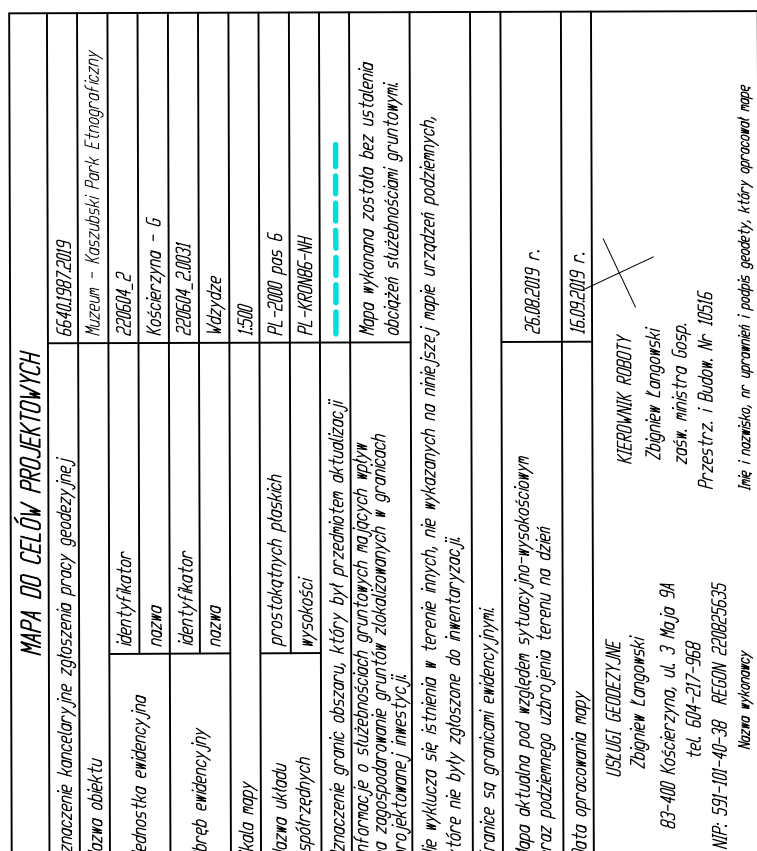 MAPA DO CELÓW PROJEKTOWYCH
znaczenie kancelaryjne zgłoszenia pracy geodezyjnej 6640.1987.2019
azwa obiektu Muzeum - Kaszubski Park Etnograficzny
ednostka ewidencyjna identyfikator 220604_2
nazwa Kościerzyna - G
bręb ewidencyjny identyfikator 220604_2.0031
nazwa Wdzydze
kala mapy 1:500
azwa układu prostokątnych płaskich PL-2000 pas 6
spółrzędnych wysokości PL-KRON86-NH
znaczenie granic obszaru, który był przedmiotem aktualizacji
nformacje o służebnościach gruntowych mających wpływ
a zagospodarowanie gruntów zlokalizowanych w granicach
rojektowanej inwestycji.
Mapa wykonana została bez ustalenia
obciążeń służebnościami gruntowymi.
ie wyklucza się istnienia w terenie innych, nie wykazanych na niniejszej mapie urządzeń podziemnych,
tóre nie były zgłoszone do inwentaryzacji.
ranice są granicami ewidencyjnymi.
apa aktualna pod względem sytuacyjno-wysokościowym
raz podziemnego uzbrojenia terenu na dzień 26.08.2019 r.
ata opracowania mapy 16.09.2019 r.
USŁUGI GEODEZYJNE
Zbigniew Langowski
83-400 Kościerzyna, ul. 3 Maja 9A
tel. 604-217-968
NIP: 591-101-40-38 REGON 220825635
Nazwa wykonawcy
KIEROWNIK ROBOTY
Zbigniew Langowski
zaśw. ministra Gosp.
Przestrz. i Budow. Nr 10516
Imię i nazwisko, nr uprawnień i podpis geodety, który opracował mapę